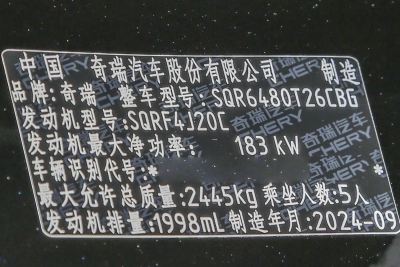 中国 奇瑞汽车股份有限公司 制造
品牌:奇瑞 整车型号:SQR6480T26CBG
发动机型号:SQRF4J20C
发动机最大净功率: 183 kW
车辆识别代号:* *
最大允许总质量:2445kg 乘坐人数:5人
发动机排量:1998mL 制造年月:2024-09